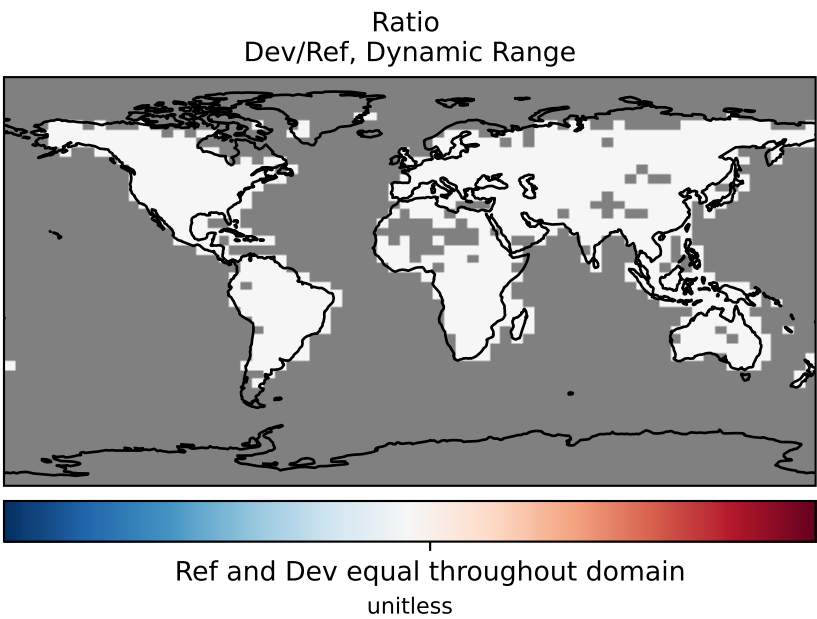 Ratio
Dev/Ref, Dynamic Range
Ref and Dev equal throughout domain
unitless